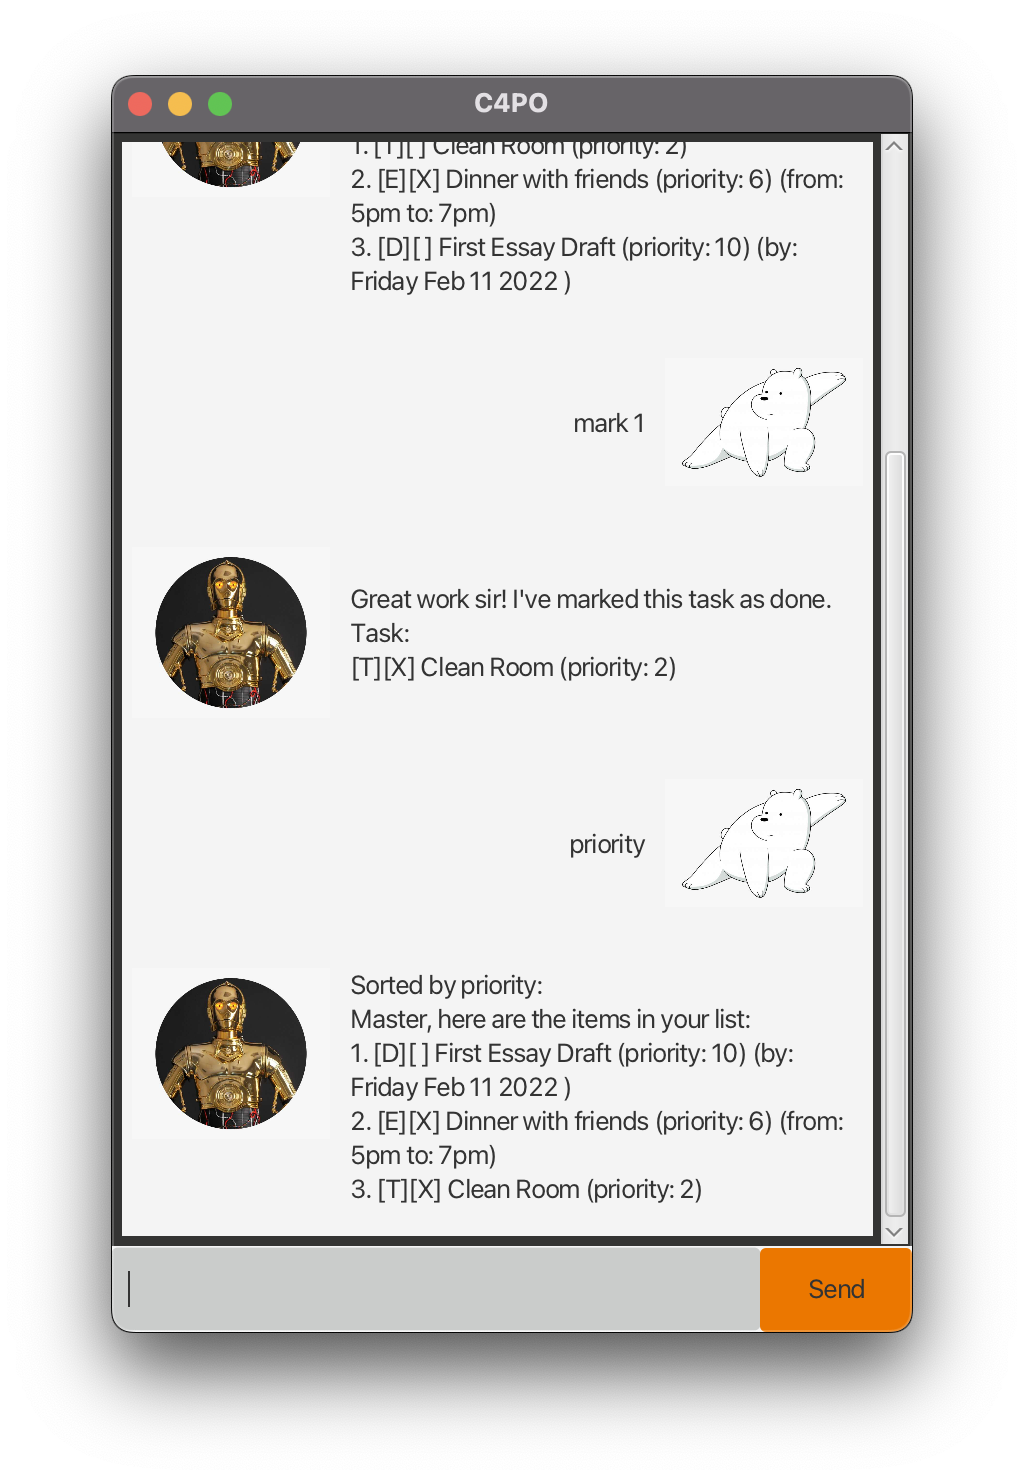 C4PO
1. [T][ ] Clean Room (priority: 2)
2. [E][X] Dinner with friends (priority: 6) (from:
5pm to: 7pm)
3. [D][ ] First Essay Draft (priority: 10) (by:
Friday Feb 11 2022 )
mark 1
Great work sir! I've marked this task as done.
Task:
[T][X] Clean Room (priority: 2)
priority
Sorted by priority:
Master, here are the items in your list:
1. [D][ ] First Essay Draft (priority: 10) (by:
Friday Feb 11 2022 )
2. [E][X] Dinner with friends (priority: 6) (from:
5pm to: 7pm)
3. [T][X] Clean Room (priority: 2)
Send